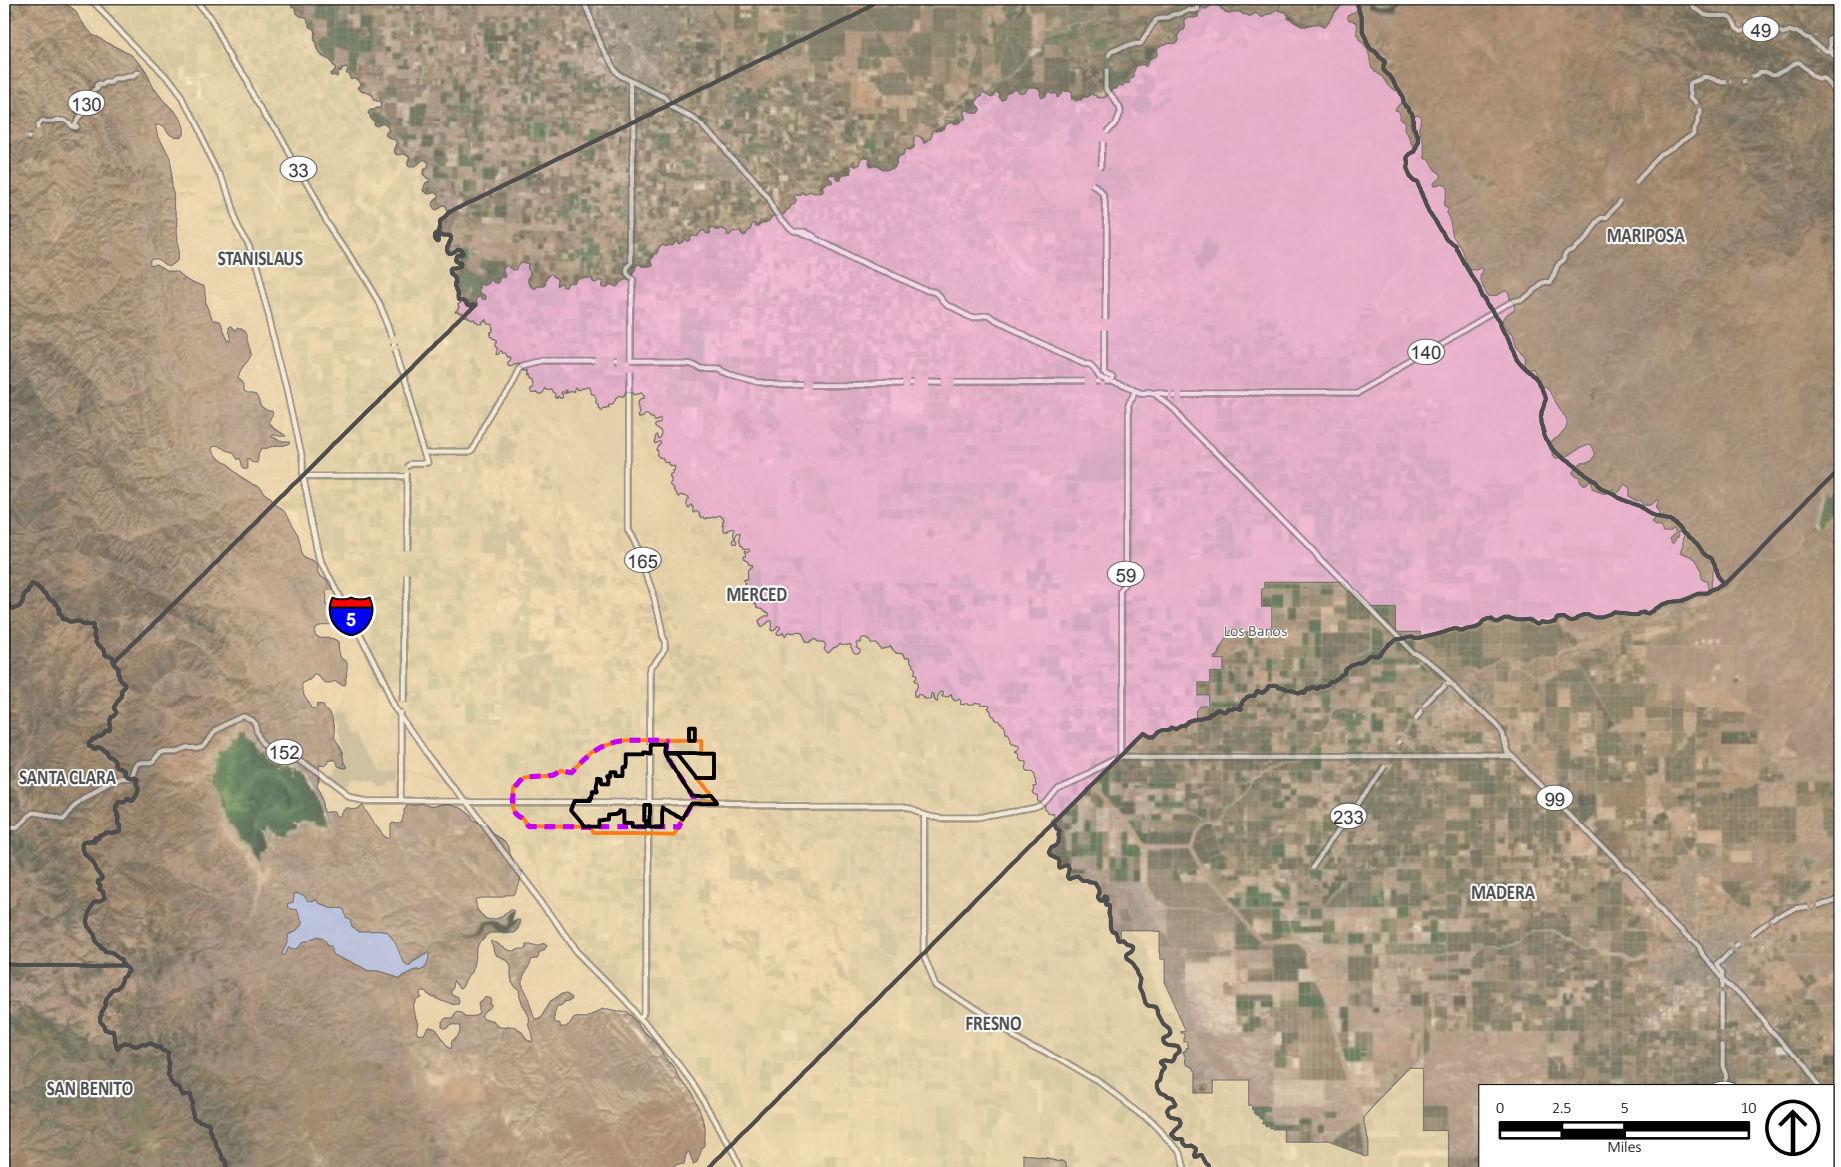 49
130
33
STANISLAUS
MARIPOSA
140
165
59
MERCED
5
Los Banos
152
SANTA CLARA
99
233
MADERA
FRESNO
SAN BENITO
0 2.5 5 10
Miles